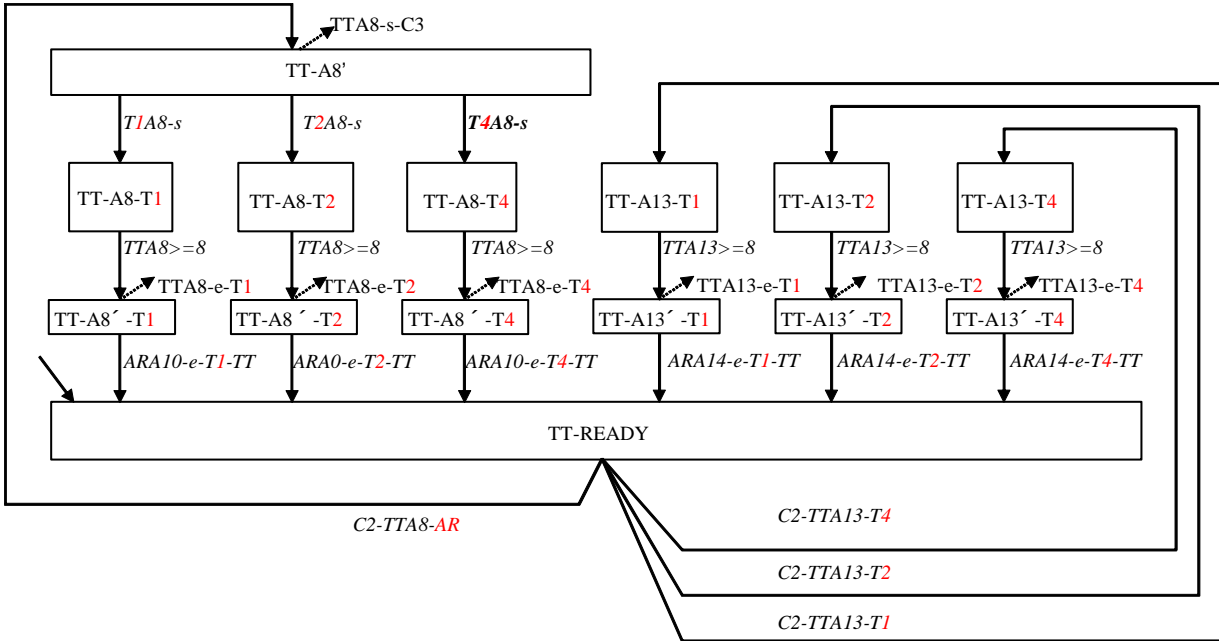 TTA8-s-C3
TT-A8'
T1A8-s T2A8-s T4A8-s
TT-A8-T1 TT-A8-T2 TT-A8-T4 TT-A13-T1 TT-A13-T2 TT-A13-T4
TTA8>=8 TTA8>=8 TTA8>=8 TTA13>=8 TTA13>=8 TTA13>=8
TTA8-e-T1 TTA8-e-T2 TTA8-e-T4 TTA13-e-T1 TTA13-e-T2 TTA13-e-T4
TT-A8´ -T1 TT-A8 ´ -T2 TT-A8 ´ -T4 TT-A13´ -T1 TT-A13´ -T2 TT-A13´ -T4
ARA10-e-T1-TT ARA0-e-T2-TT ARA10-e-T4-TT ARA14-e-T1-TT ARA14-e-T2-TT ARA14-e-T4-TT
TT-READY
C2-TTA8-AR
C2-TTA13-T4
C2-TTA13-T2
C2-TTA13-T1